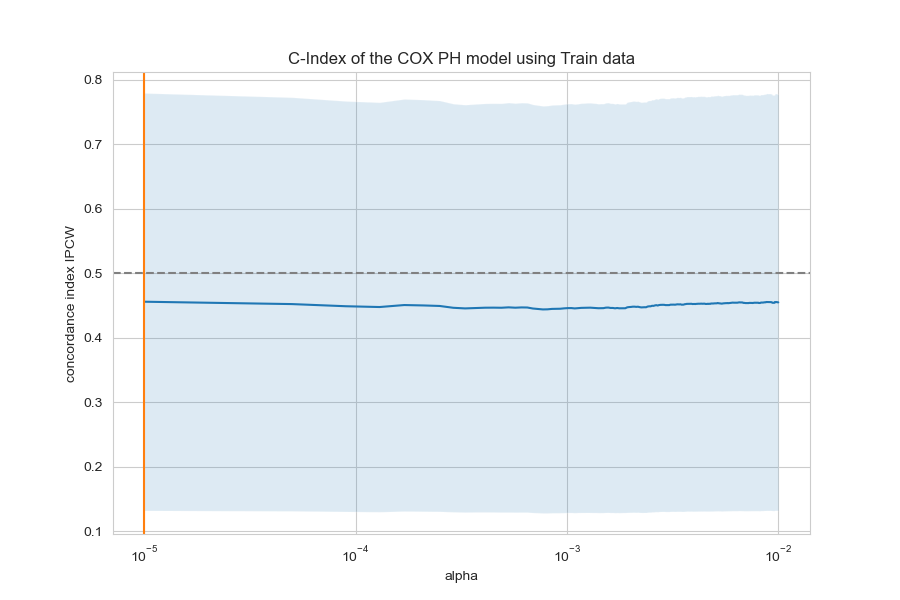 C-Index of the COX PH model using Train data
concordance index IPCW
0.8
0.7
0.6
0.5
0.4
0.3
0.2
0.1
10⁻⁵ 10⁻⁴ 10⁻³ 10⁻²
alpha